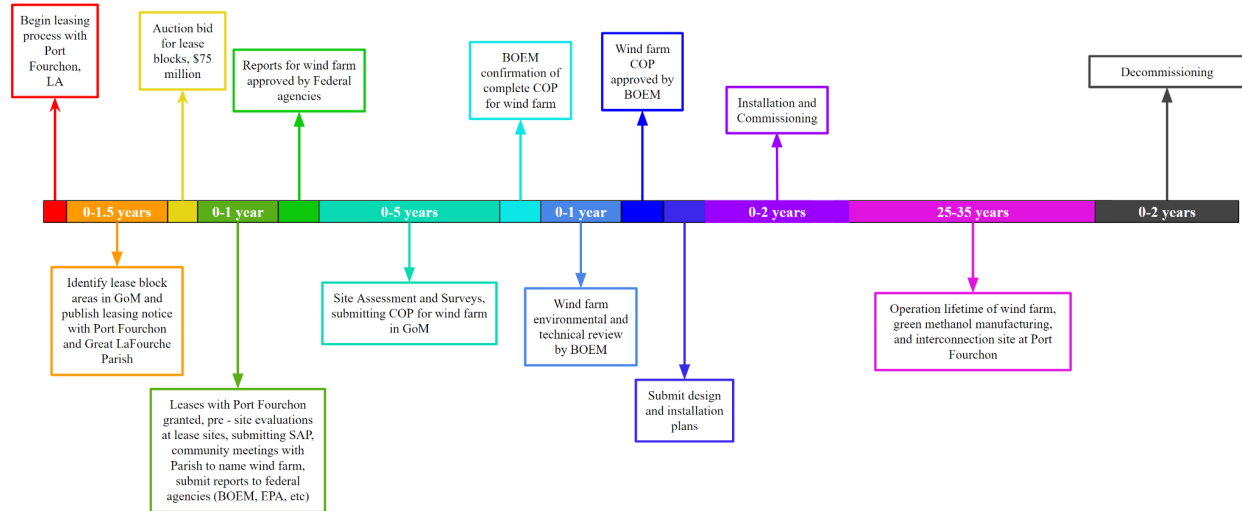 Begin leasing
process with
Port
Fourchon,
LA
Auction bid
for lease
blocks, $75
million
Reports for wind farm
approved by Federal
agencies
BOEM
confirmation of
complete COP
for wind farm
Wind farm
COP
approved by
BOEM
Installation and
Commissioning
Decommissioning
0-1.5 years
0-1 year
0-5 years
0-1 year
0-2 years
25-35 years
0-2 years
Identify lease block
areas in GoM and
publish leasing notice
with Port Fourchon
and Great LaFourche
Parish
Leases with Port Fourchon
granted, pre - site evaluations
at lease sites, submitting SAP,
community meetings with
Parish to name wind farm,
submit reports to federal
agencies (BOEM, EPA, etc)
Site Assessment and Surveys,
submitting COP for wind farm
in GoM
Wind farm
environmental and
technical review
by BOEM
Submit design
and installation
plans
Operation lifetime of wind farm,
green methanol manufacturing,
and interconnection site at Port
Fourchon